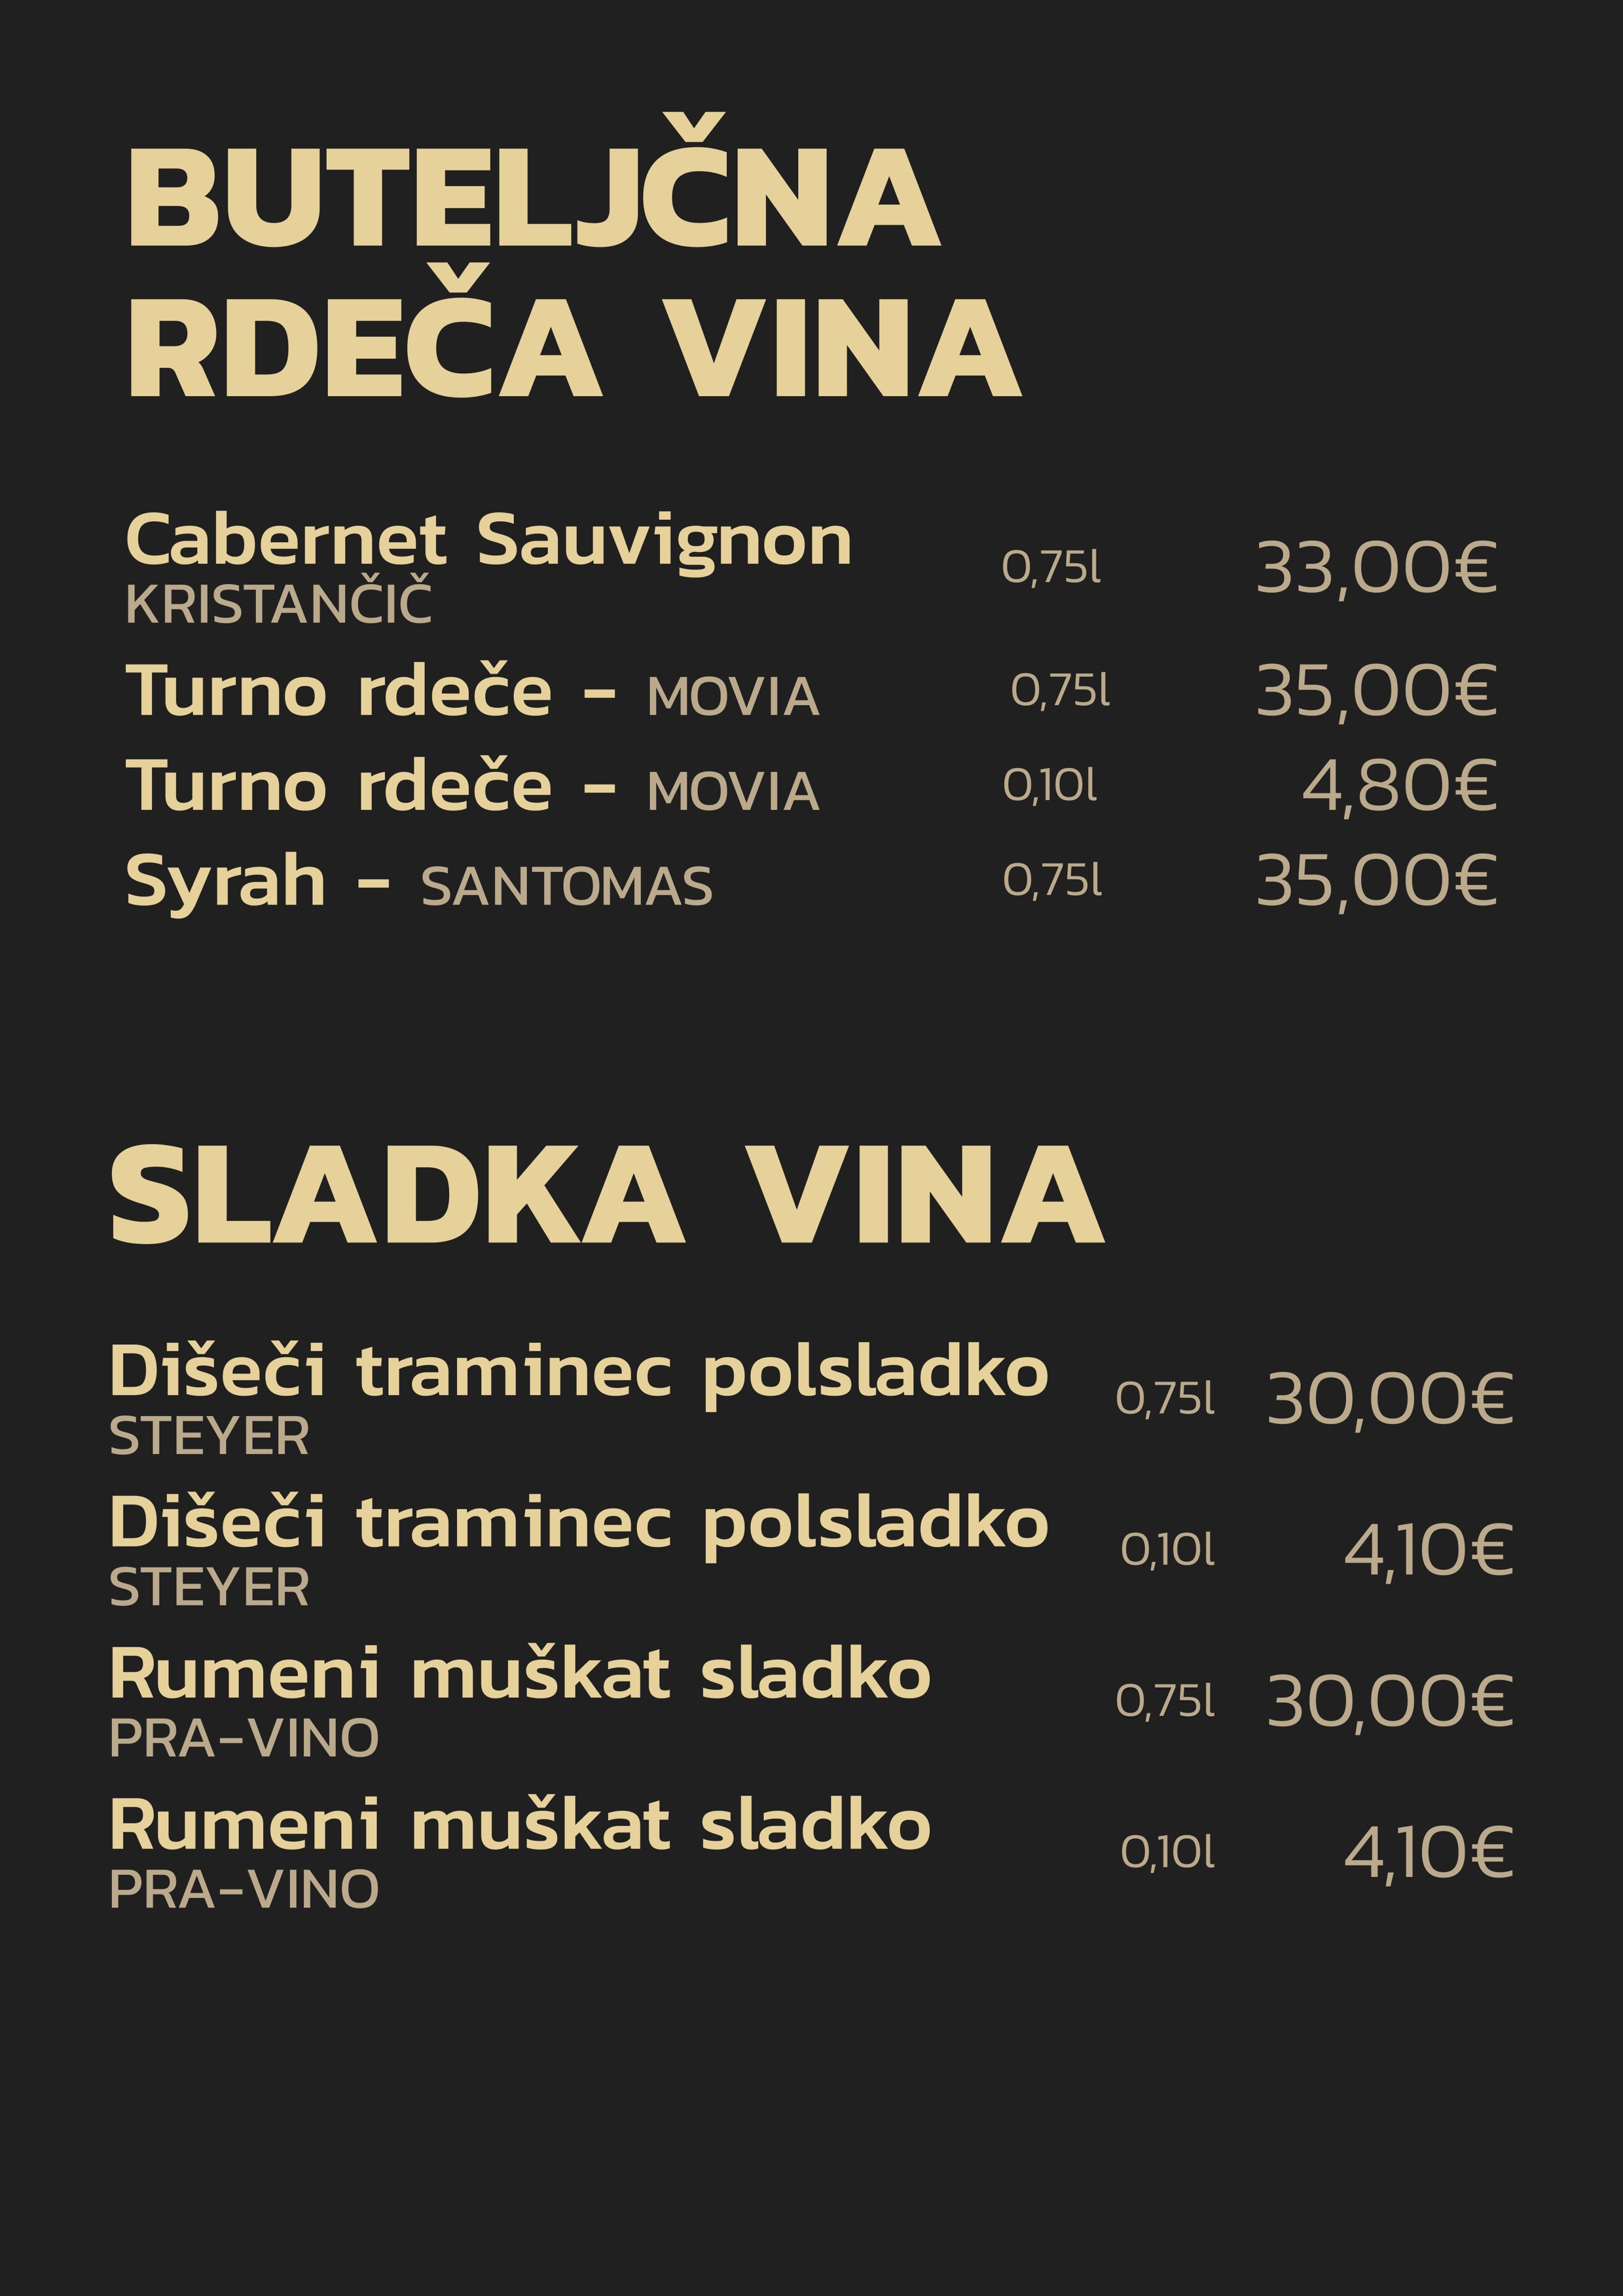 BUTELJČNA
RDEČA VINA
Cabernet Sauvignon 0,75l 33,00€
KRISTANČIČ
Turno rdeče – MOVIA 0,75l 35,00€
Turno rdeče – MOVIA 0,10l 4,80€
Syrah – SANTOMAS 0,75l 35,00€
SLADKA VINA
Dišeči traminec polsladko 0,75l 30,00€
STEYER
Dišeči traminec polsladko 0,10l 4,10€
STEYER
Rumeni muškat sladko 0,75l 30,00€
PRA-VINO
Rumeni muškat sladko 0,10l 4,10€
PRA-VINO